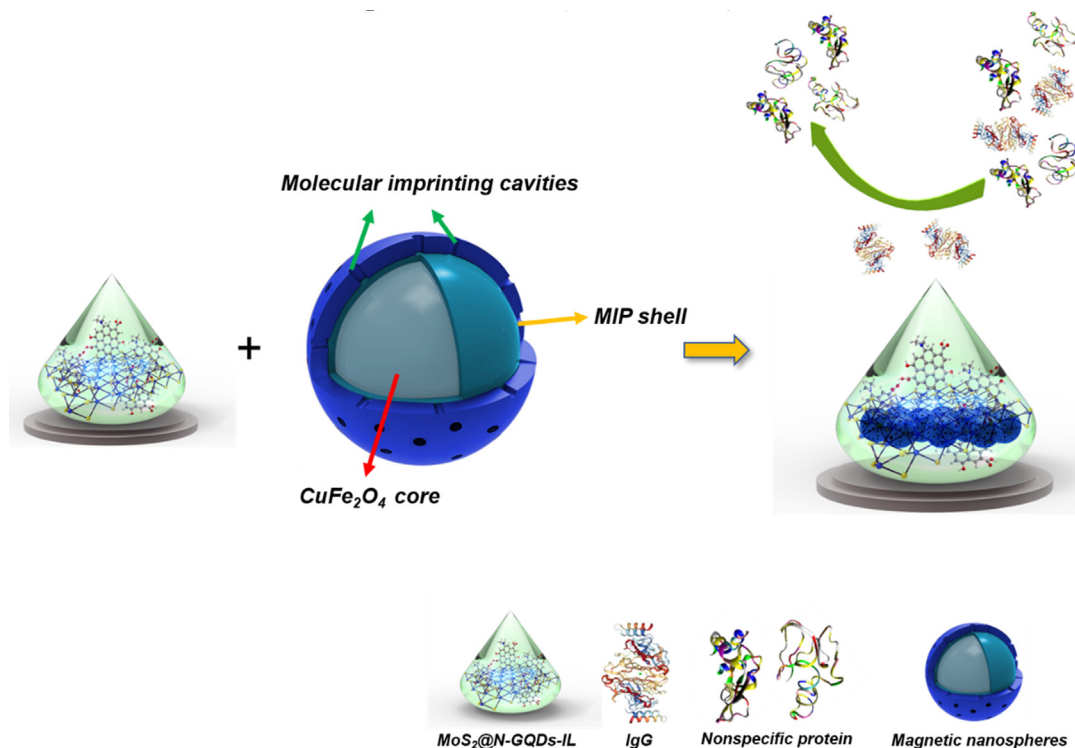 Molecular imprinting cavities
+
MIP shell
CuFe₂O₄ core
MoS₂@N-GQDs-IL
IgG
Nonspecific protein
Magnetic nanospheres